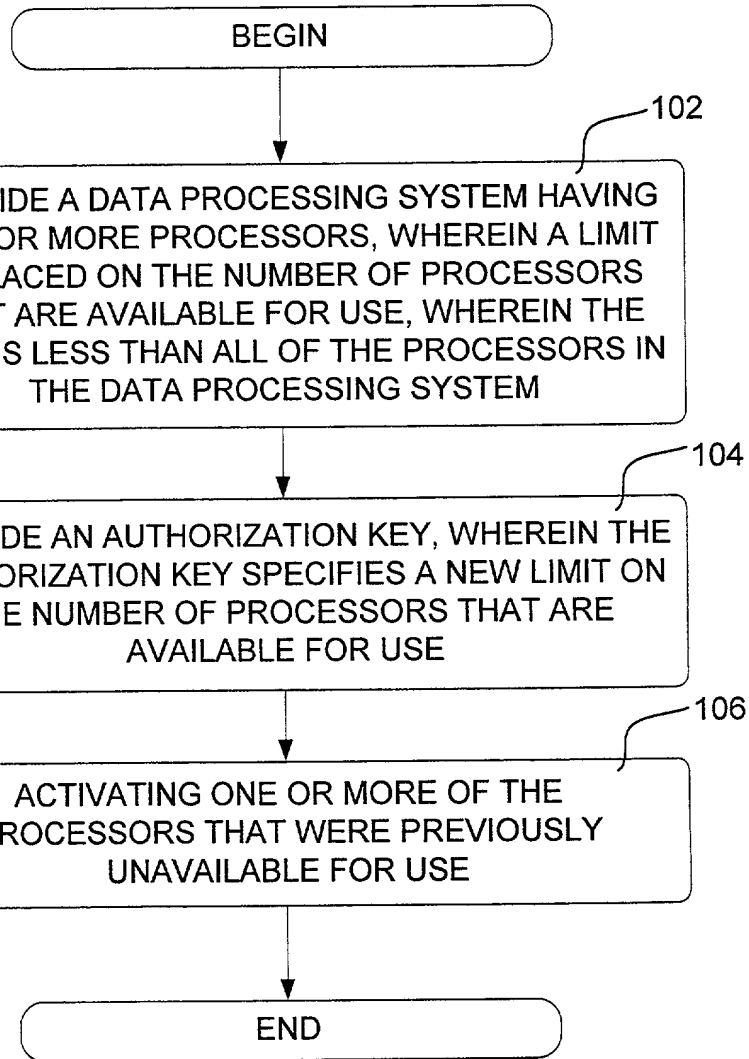 BEGIN
102
IDE A DATA PROCESSING SYSTEM HAVING
OR MORE PROCESSORS, WHEREIN A LIMIT
LACED ON THE NUMBER OF PROCESSORS
T ARE AVAILABLE FOR USE, WHEREIN THE
S LESS THAN ALL OF THE PROCESSORS IN
THE DATA PROCESSING SYSTEM
104
DE AN AUTHORIZATION KEY, WHEREIN THE
ORIZATION KEY SPECIFIES A NEW LIMIT ON
E NUMBER OF PROCESSORS THAT ARE
AVAILABLE FOR USE
106
ACTIVATING ONE OR MORE OF THE
ROCESSORS THAT WERE PREVIOUSLY
UNAVAILABLE FOR USE
END